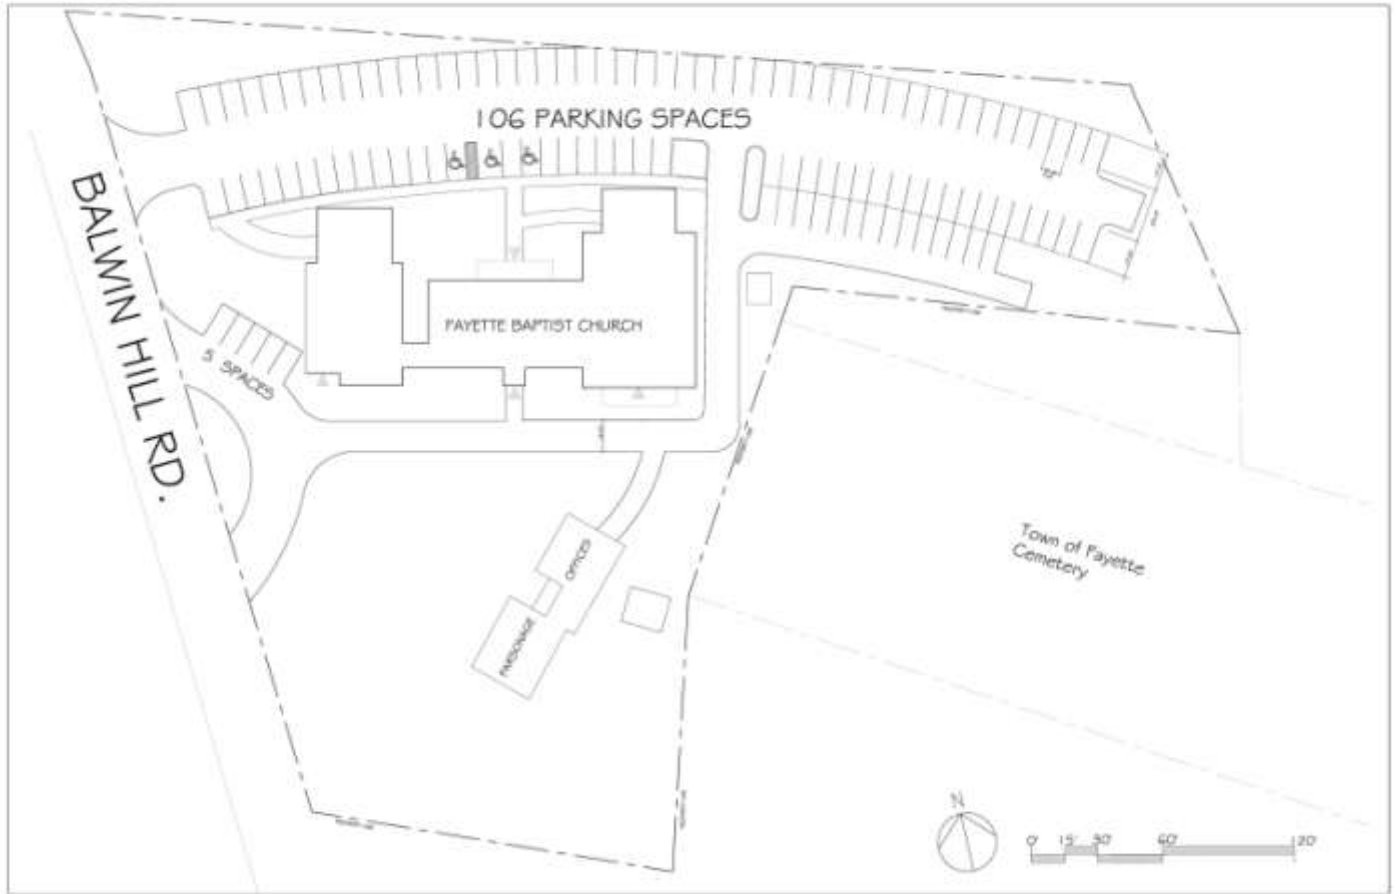 106 PARKING SPACES
BALWIN HILL RD.
FAYETTE BAPTIST CHURCH
5 SPACES
OFFICES
PARSONAGE
Town of Fayette
Cemetery
N
0' 15' 30' 60' 120'